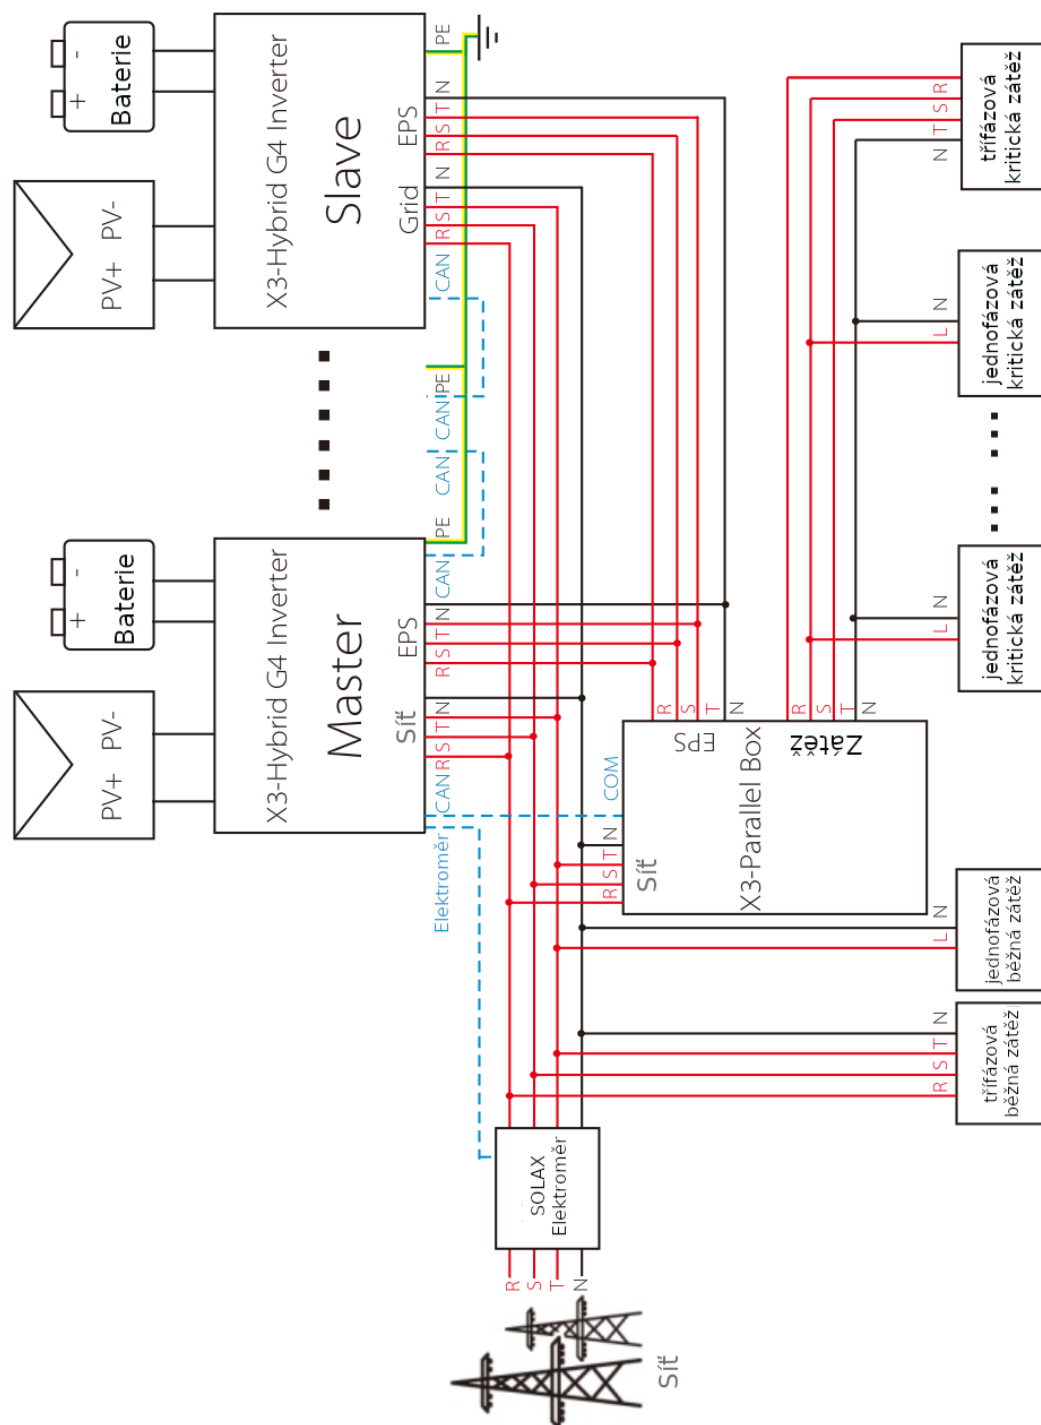 Baterie
+ -
PV+ PV-
X3-Hybrid G4 Inverter
Slave
EPS
Grid
PE
N
T
S
R
N
T
S
R
CAN
PE
CAN
CAN
Baterie
+ -
PV+ PV-
X3-Hybrid G4 Inverter
Master
EPS
Síť
PE
CAN
N
T
S
R
N
T
S
R
CAN
Elektroměr
COM
R
S
T
N
EPS
R
S
T
N
Zátěž
X3-Parallel Box
Síť
N
T
S
R
třífázová
kritická zátěž
R
S
T
N
jednofázová
kritická zátěž
N
L
jednofázová
kritická zátěž
N
L
jednofázová
běžná zátěž
N
L
třífázová
běžná zátěž
N
T
S
R
SOLAX
Elektroměr
R
S
T
N
Síť